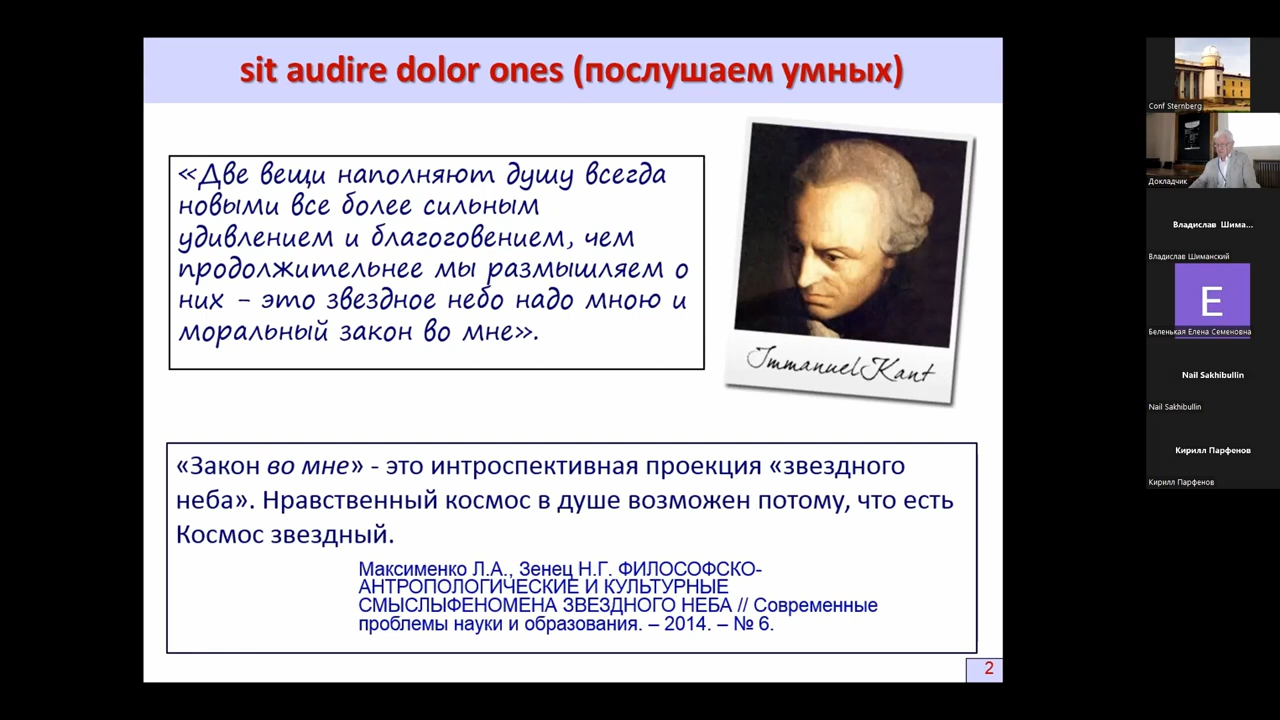 sit audire dolor ones (послушаем умных)
«Две вещи наполняют душу всегда
новыми все более сильным
удивлением и благоговением, чем
продолжительнее мы размышляем о
них - это звездное небо надо мною и
моральный закон во мне».
Immanuel Kant
«Закон во мне» - это интроспективная проекция «звездного
неба». Нравственный космос в душе возможен потому, что есть
Космос звездный.
Максименко Л.А., Зенец Н.Г. ФИЛОСОФСКО-
АНТРОПОЛОГИЧЕСКИЕ И КУЛЬТУРНЫЕ
СМЫСЛЫФЕНОМЕНА ЗВЕЗДНОГО НЕБА // Современные
проблемы науки и образования. – 2014. – № 6.
2
Conf Sternberg
Докладчик
Владислав Шима...
Владислав Шиманский
E
Беленькая Елена Семеновна
Nail Sakhibullin
Nail Sakhibullin
Кирилл Парфенов
Кирилл Парфенов